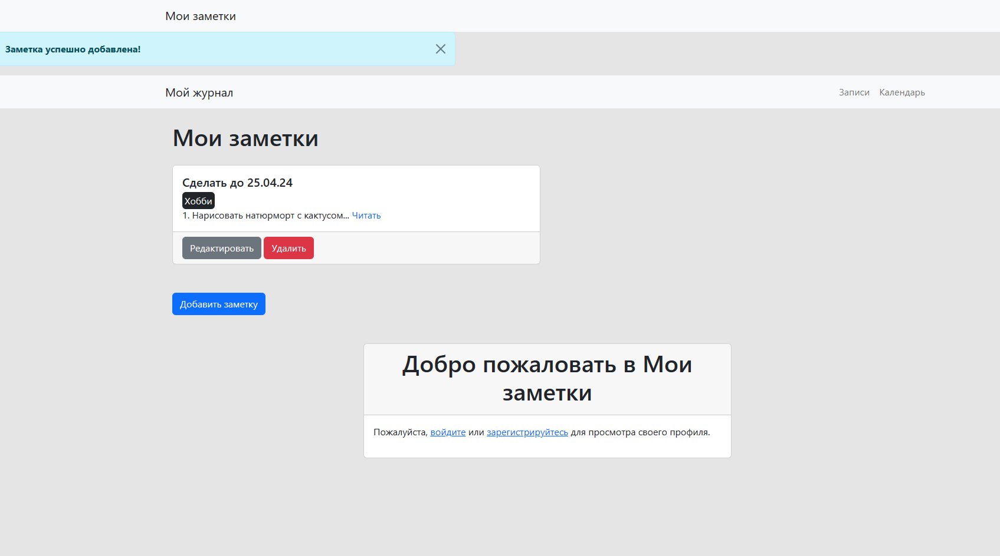 Мои заметки
Заметка успешно добавлена!
Мой журнал
Записи Календарь
Мои заметки
Сделать до 25.04.24
Хобби
1. Нарисовать натюрморт с кактусом... Читать
Редактировать Удалить
Добавить заметку
Добро пожаловать в Мои
заметки
Пожалуйста, войдите или зарегистрируйтесь для просмотра своего профиля.